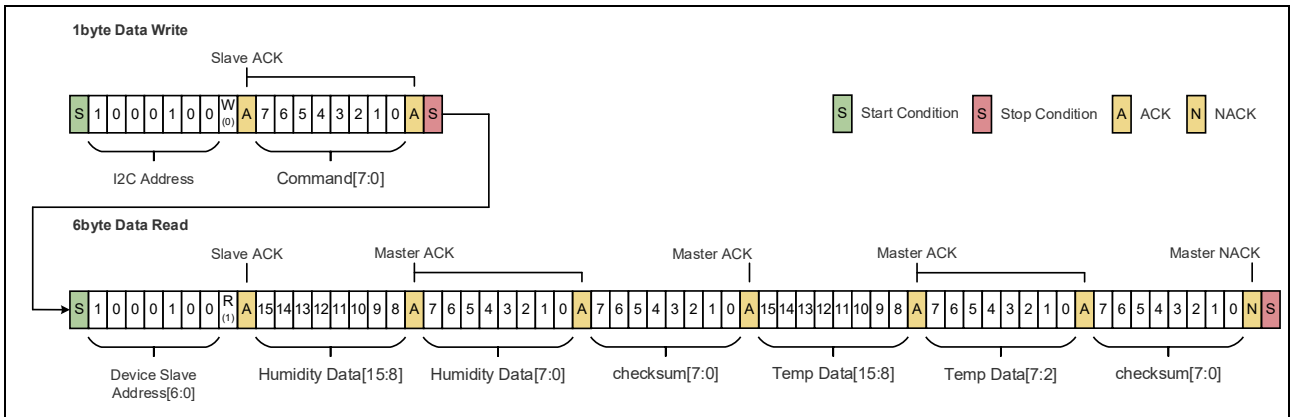 1byte Data Write
Slave ACK
S 1 0 0 0 1 0 0 W (0) A 7 6 5 4 3 2 1 0 A S
S Start Condition S Stop Condition A ACK N NACK
I2C Address Command[7:0]
6byte Data Read
Slave ACK Master ACK Master ACK Master ACK Master NACK
S 1 0 0 0 1 0 0 R (1) A 15 14 13 12 11 10 9 8 A 7 6 5 4 3 2 1 0 A 7 6 5 4 3 2 1 0 A 15 14 13 12 11 10 9 8 A 7 6 5 4 3 2 1 0 A 7 6 5 4 3 2 1 0 N S
Device Slave
Address[6:0]
Humidity Data[15:8] Humidity Data[7:0] checksum[7:0] Temp Data[15:8] Temp Data[7:2] checksum[7:0]